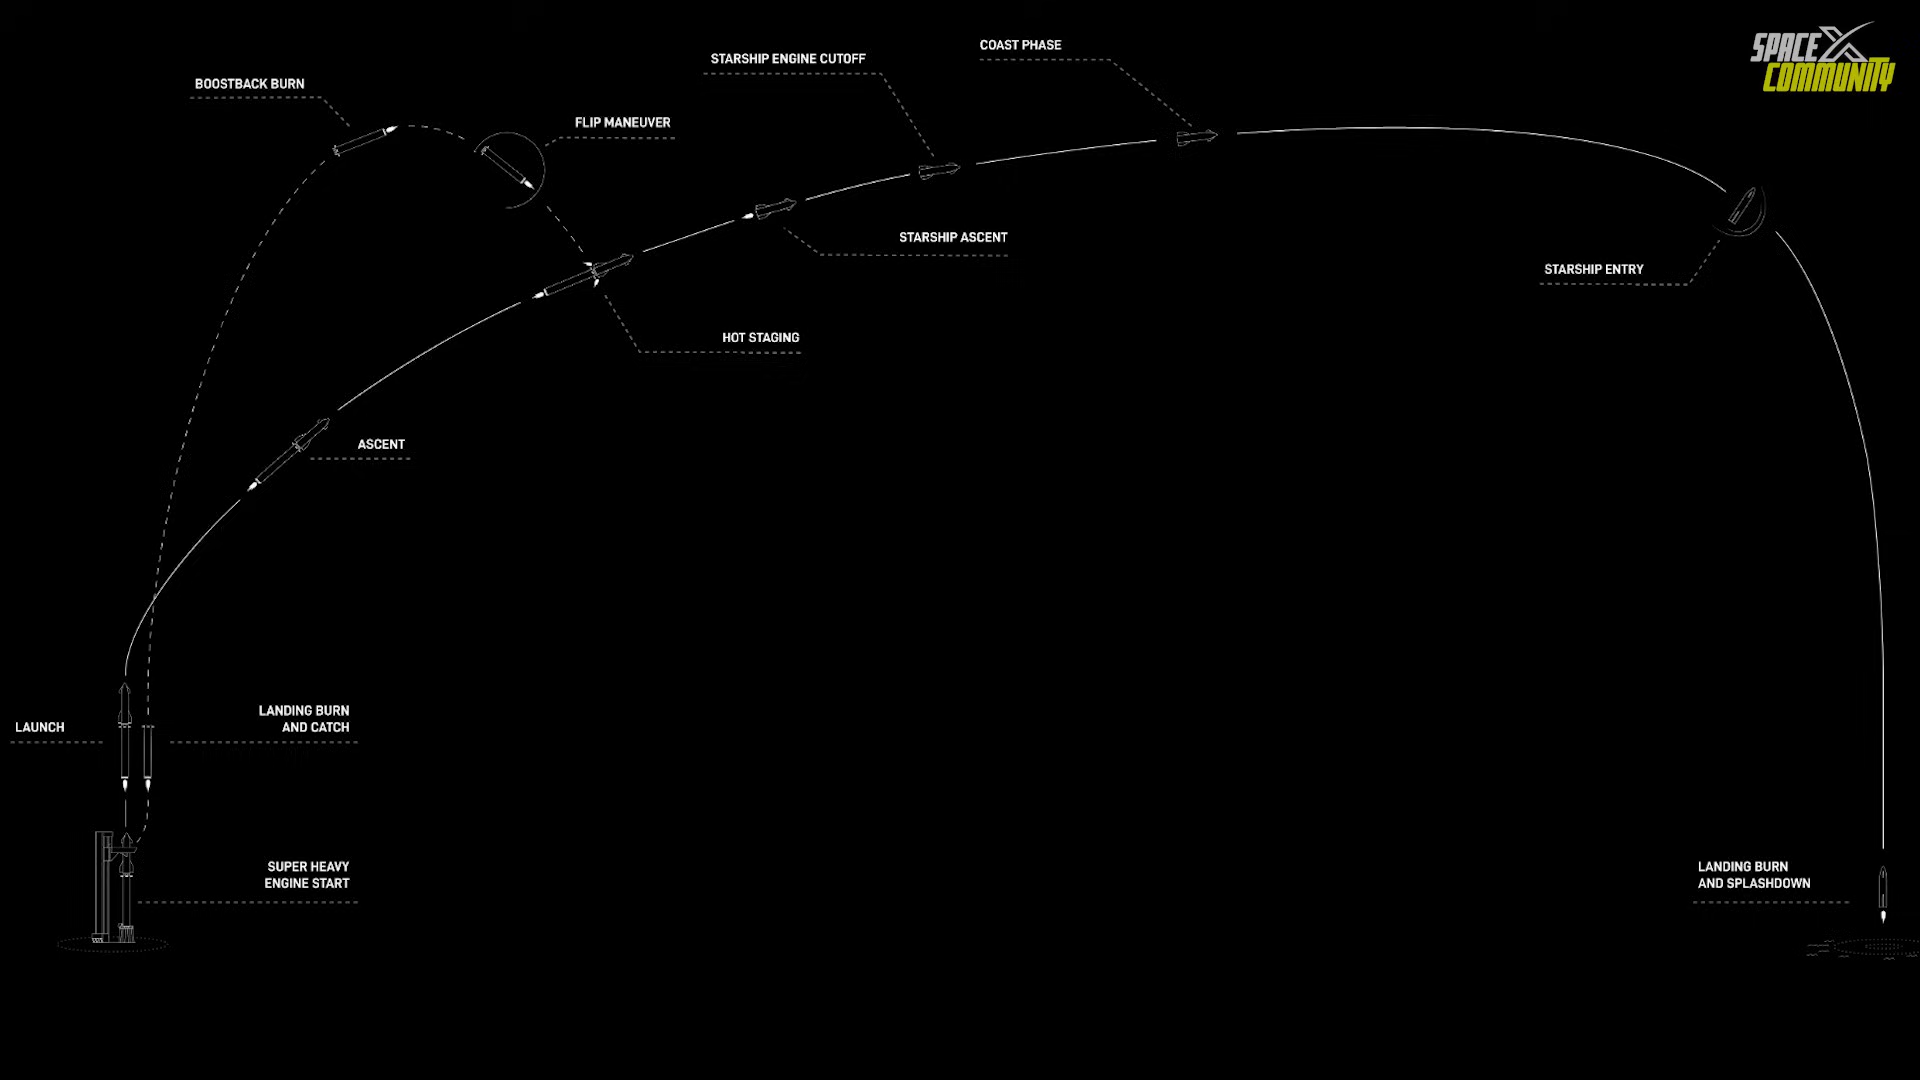 SPACEX
COMMUNITY
COAST PHASE
STARSHIP ENGINE CUTOFF
BOOSTBACK BURN
FLIP MANEUVER
STARSHIP ASCENT
STARSHIP ENTRY
HOT STAGING
ASCENT
LANDING BURN
AND CATCH
LAUNCH
SUPER HEAVY
ENGINE START
LANDING BURN
AND SPLASHDOWN